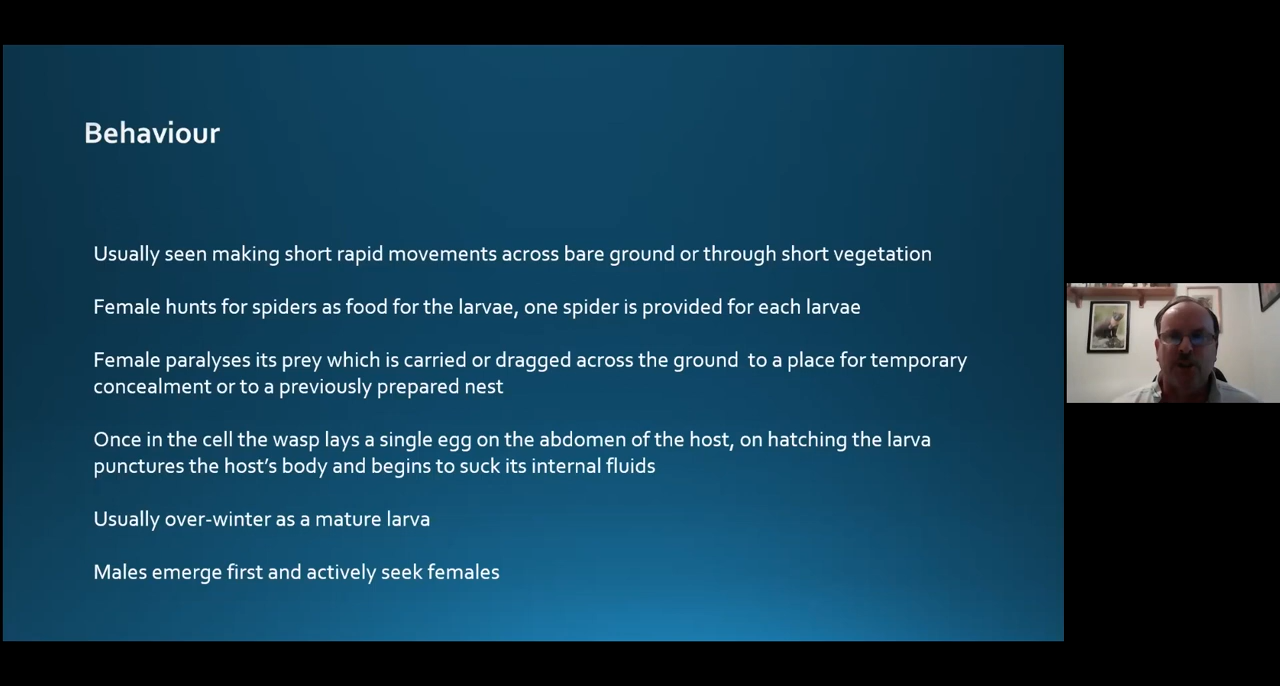 Behaviour
Usually seen making short rapid movements across bare ground or through short vegetation
Female hunts for spiders as food for the larvae, one spider is provided for each larvae
Female paralyses its prey which is carried or dragged across the ground to a place for temporary
concealment or to a previously prepared nest
Once in the cell the wasp lays a single egg on the abdomen of the host, on hatching the larva
punctures the host's body and begins to suck its internal fluids
Usually over-winter as a mature larva
Males emerge first and actively seek females